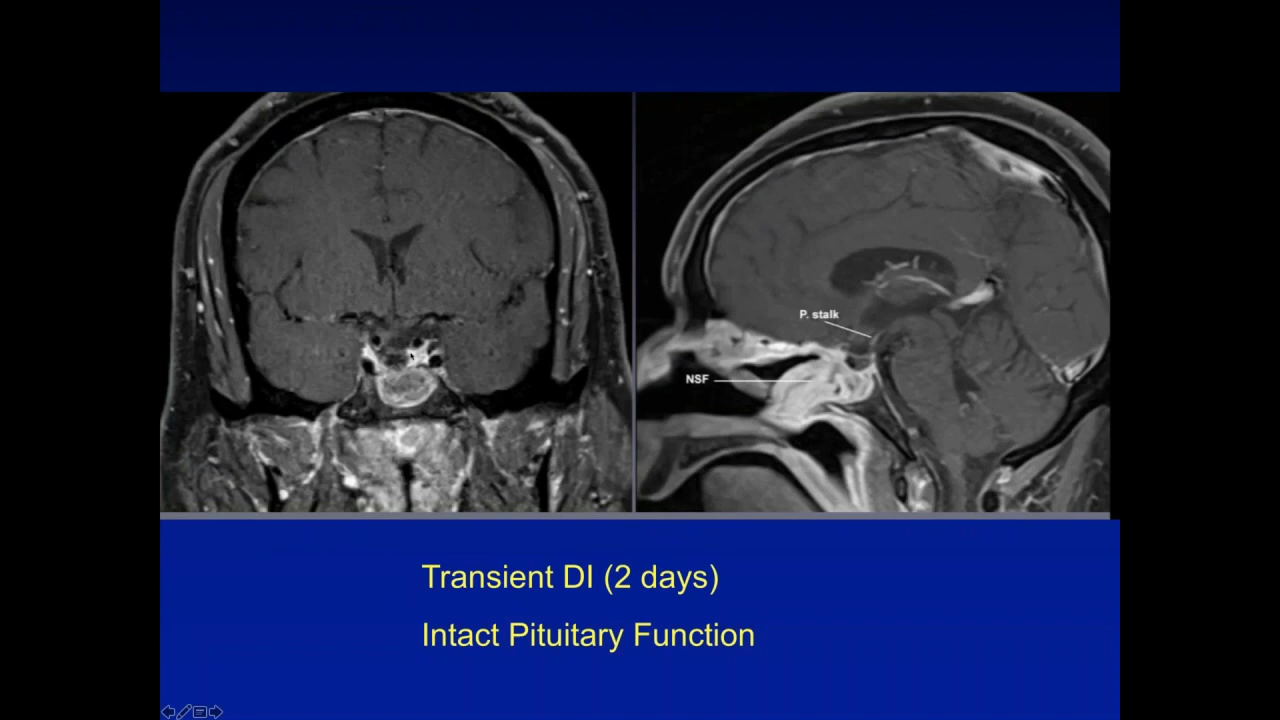 P. stalk
NSF
Transient DI (2 days)
Intact Pituitary Function